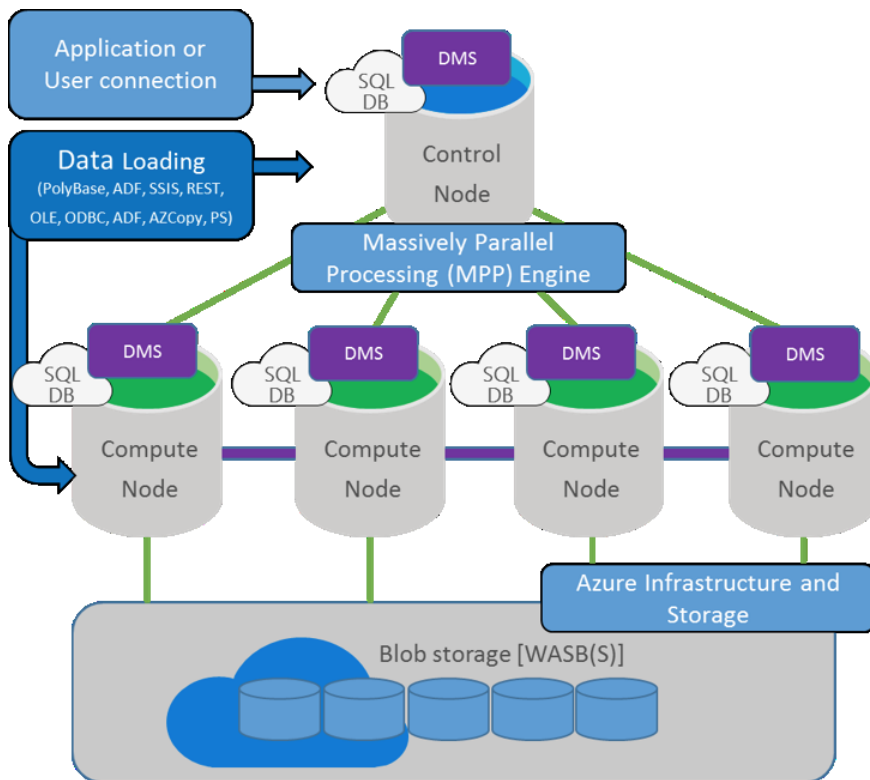 Application or
User connection
DMS
SQL
DB
Control
Node
Data Loading
(PolyBase, ADF, SSIS, REST,
OLE, ODBC, ADF, AZCopy, PS)
Massively Parallel
Processing (MPP) Engine
DMS
SQL
DB
Compute
Node
DMS
SQL
DB
Compute
Node
DMS
SQL
DB
Compute
Node
DMS
SQL
DB
Compute
Node
Azure Infrastructure and
Storage
Blob storage [WASB(S)]